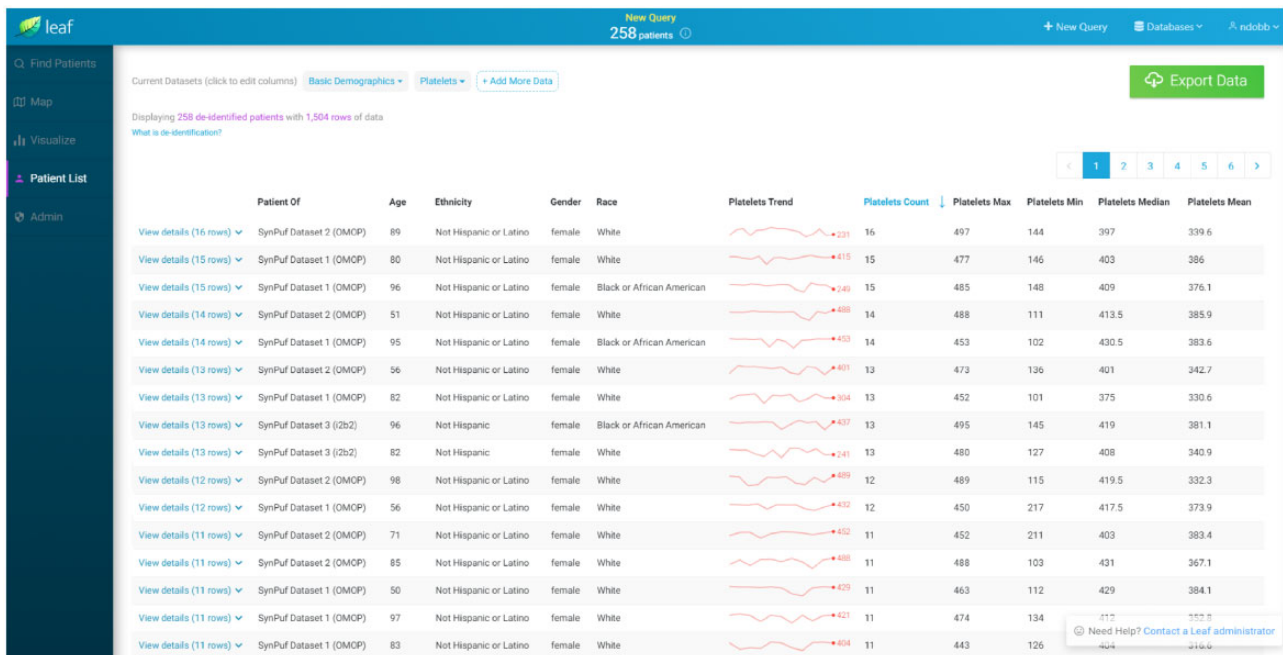 leaf
New Query
258 patients
+ New Query
Databases
ndobb
Find Patients
Map
Visualize
Patient List
Admin
Current Datasets (click to edit columns) Basic Demographics Platelets + Add More Data
Export Data
Displaying 258 de-identified patients with 1,504 rows of data
What is de-identification?
< 1 2 3 4 5 6 >
Patient Of Age Ethnicity Gender Race Platelets Trend Platelets Count ↓ Platelets Max Platelets Min Platelets Median Platelets Mean
View details (16 rows) SynPuf Dataset 2 (OMOP) 89 Not Hispanic or Latino female White 231 16 497 144 397 339.6
View details (15 rows) SynPuf Dataset 1 (OMOP) 80 Not Hispanic or Latino female White 415 15 477 146 403 386
View details (15 rows) SynPuf Dataset 1 (OMOP) 96 Not Hispanic or Latino female Black or African American 249 15 485 148 409 376.1
View details (14 rows) SynPuf Dataset 2 (OMOP) 51 Not Hispanic or Latino female White 488 14 488 111 413.5 385.9
View details (14 rows) SynPuf Dataset 1 (OMOP) 95 Not Hispanic or Latino female Black or African American 453 14 453 102 430.5 383.6
View details (13 rows) SynPuf Dataset 2 (OMOP) 56 Not Hispanic or Latino female White 401 13 473 136 401 342.7
View details (13 rows) SynPuf Dataset 1 (OMOP) 82 Not Hispanic or Latino female White 304 13 452 101 375 330.6
View details (13 rows) SynPuf Dataset 3 (i2b2) 96 Not Hispanic female Black or African American 437 13 495 145 419 381.1
View details (13 rows) SynPuf Dataset 3 (i2b2) 82 Not Hispanic female White 241 13 480 127 408 340.9
View details (12 rows) SynPuf Dataset 2 (OMOP) 98 Not Hispanic or Latino female White 489 12 489 115 419.5 332.3
View details (12 rows) SynPuf Dataset 1 (OMOP) 56 Not Hispanic or Latino female White 432 12 450 217 417.5 373.9
View details (11 rows) SynPuf Dataset 2 (OMOP) 71 Not Hispanic or Latino female White 452 11 452 211 403 383.4
View details (11 rows) SynPuf Dataset 2 (OMOP) 85 Not Hispanic or Latino female White 488 11 488 103 431 367.1
View details (11 rows) SynPuf Dataset 1 (OMOP) 50 Not Hispanic or Latino female White 429 11 463 112 429 384.1
View details (11 rows) SynPuf Dataset 1 (OMOP) 97 Not Hispanic or Latino female White 421 11 474 134 412 352.8
View details (11 rows) SynPuf Dataset 1 (OMOP) 83 Not Hispanic or Latino female White 404 11 443 126 404 316.6
Need Help? Contact a Leaf administrator